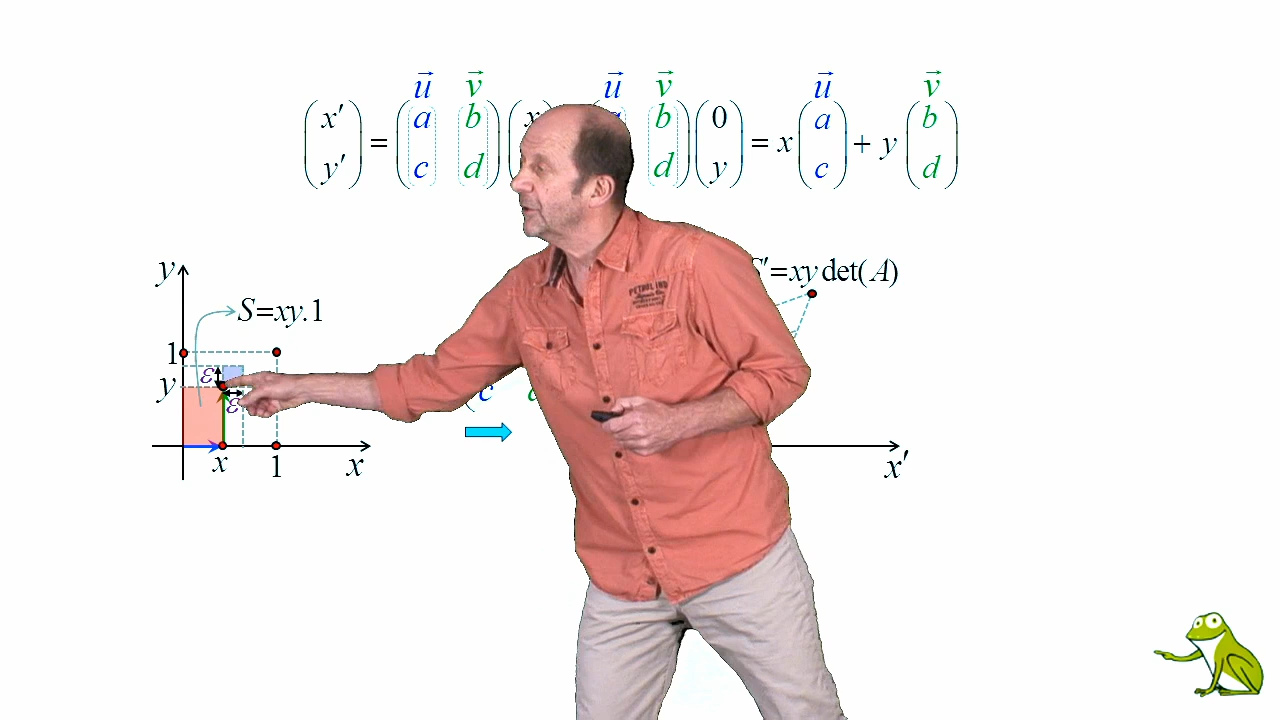 u⃗ v⃗ u⃗ v⃗ u⃗ v⃗
(x′ y′) = (a b c d)(x (b d)(0 y) = x(a c) + y(b d)
y
S=xy.1
S′=xy det(A)
PETROL IND
1
ε
y
ε
(c
x
1
x
x′